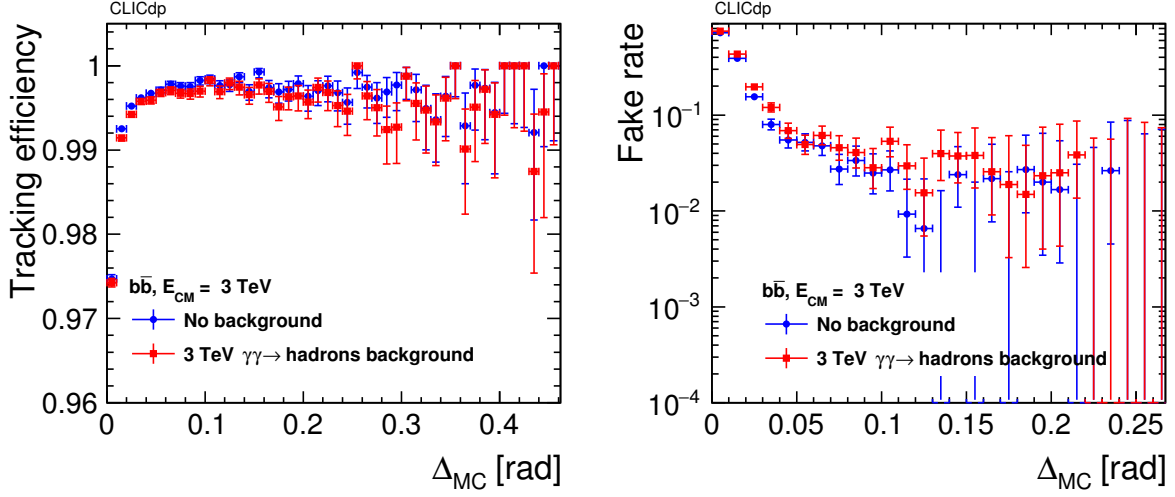 CLICdp
Tracking efficiency
1
0.99
0.98
0.97
0.96
bb̅, E_CM = 3 TeV
No background
3 TeV γγ→ hadrons background
0 0.1 0.2 0.3 0.4
Δ_MC [rad]
CLICdp
Fake rate
10⁻¹
10⁻²
10⁻³
10⁻⁴
bb̅, E_CM = 3 TeV
No background
3 TeV γγ→ hadrons background
0 0.05 0.1 0.15 0.2 0.25
Δ_MC [rad]